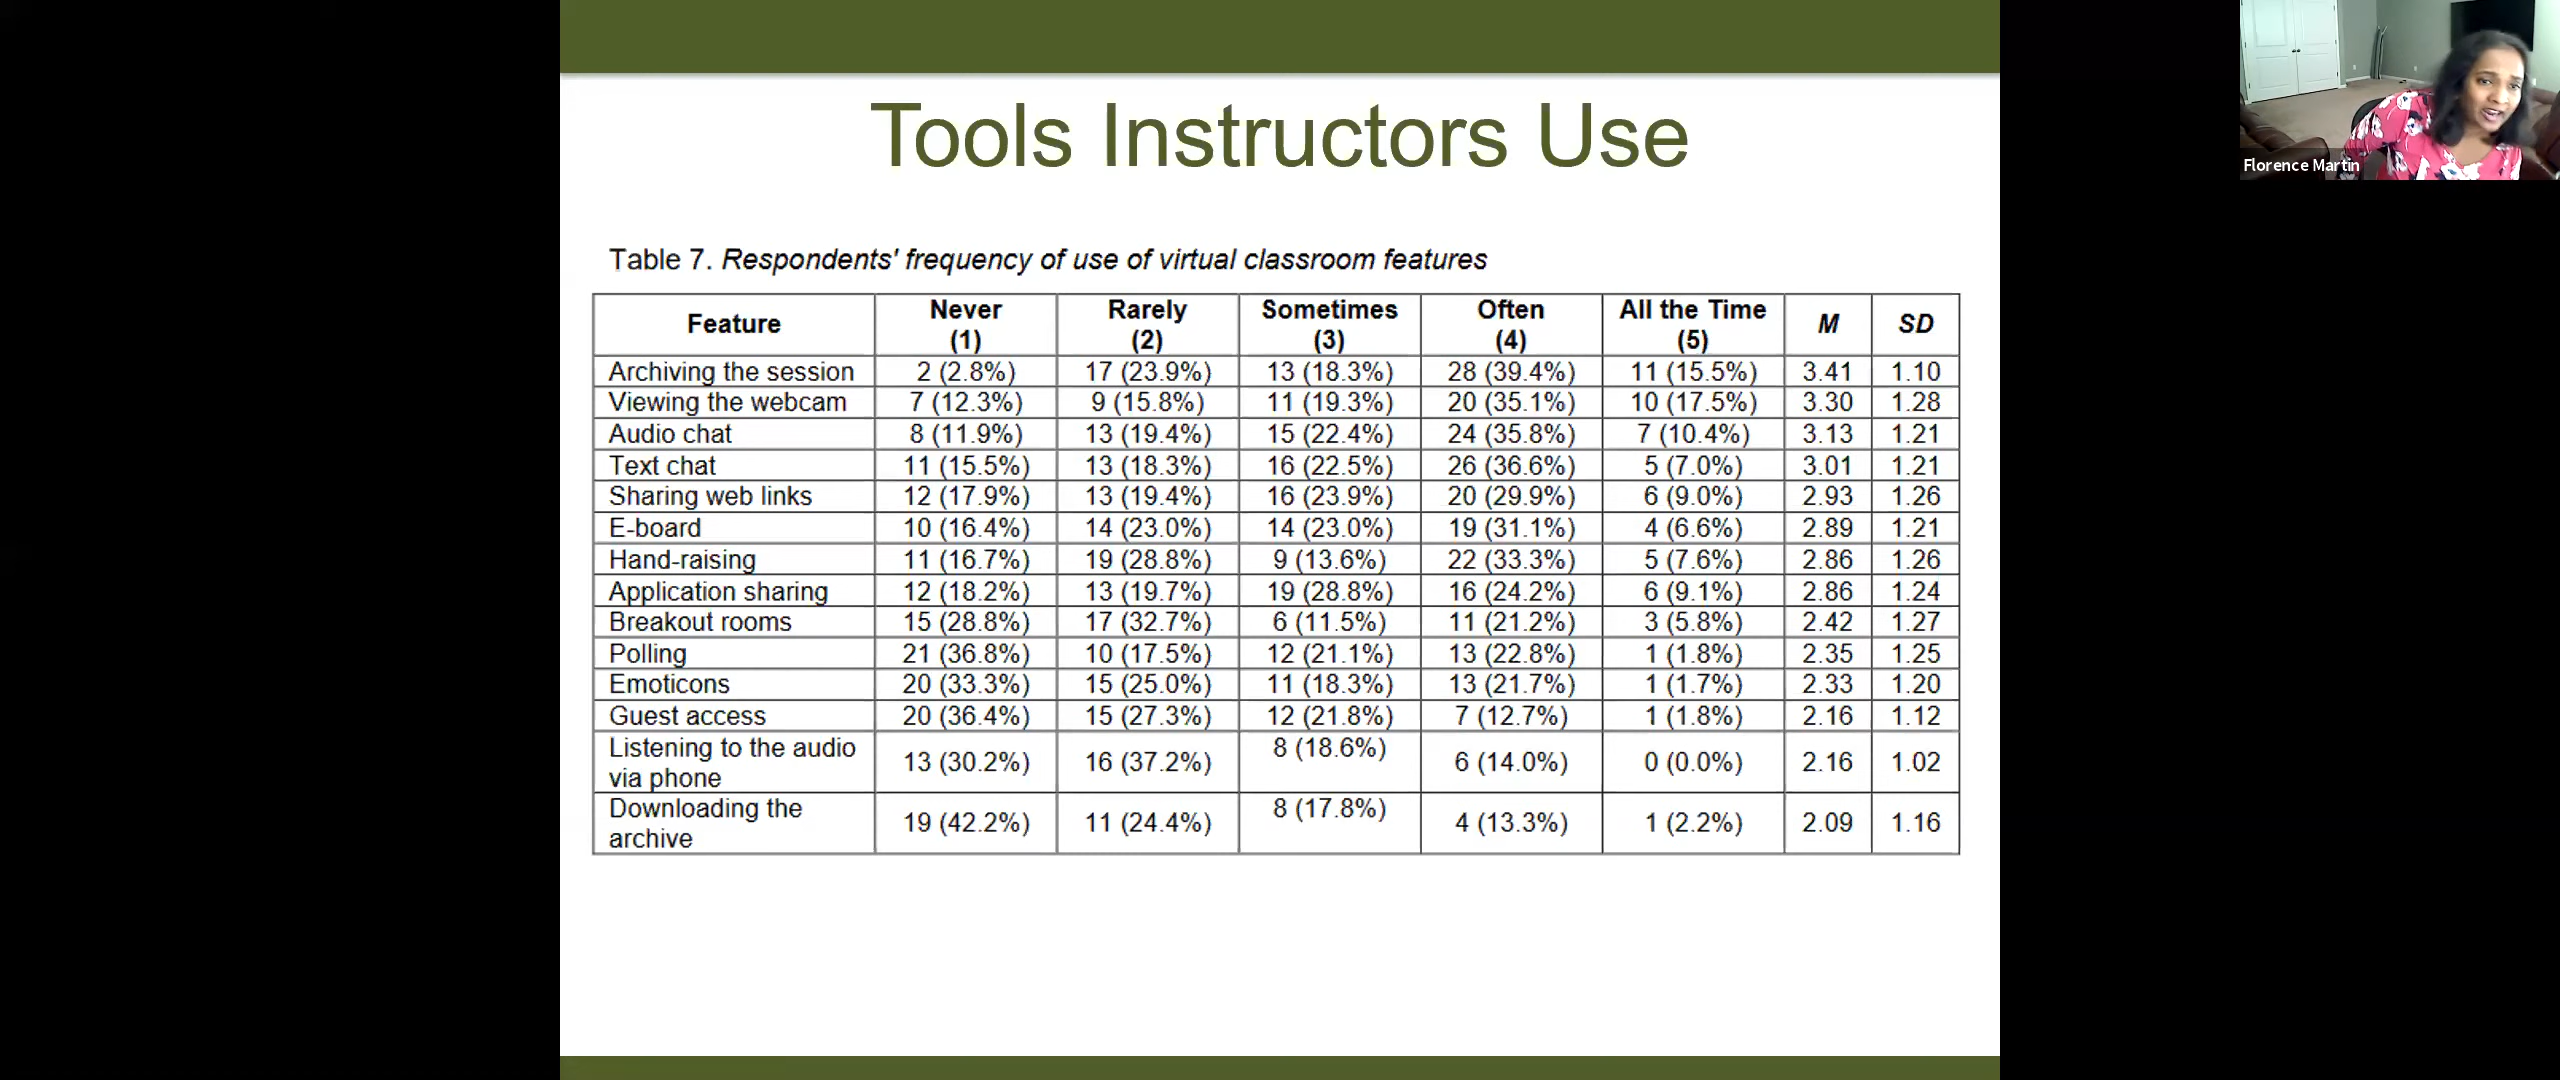 Tools Instructors Use
Florence Martin
Table 7. Respondents' frequency of use of virtual classroom features
Feature Never (1) Rarely (2) Sometimes (3) Often (4) All the Time (5) M SD
Archiving the session 2 (2.8%) 17 (23.9%) 13 (18.3%) 28 (39.4%) 11 (15.5%) 3.41 1.10
Viewing the webcam 7 (12.3%) 9 (15.8%) 11 (19.3%) 20 (35.1%) 10 (17.5%) 3.30 1.28
Audio chat 8 (11.9%) 13 (19.4%) 15 (22.4%) 24 (35.8%) 7 (10.4%) 3.13 1.21
Text chat 11 (15.5%) 13 (18.3%) 16 (22.5%) 26 (36.6%) 5 (7.0%) 3.01 1.21
Sharing web links 12 (17.9%) 13 (19.4%) 16 (23.9%) 20 (29.9%) 6 (9.0%) 2.93 1.26
E-board 10 (16.4%) 14 (23.0%) 14 (23.0%) 19 (31.1%) 4 (6.6%) 2.89 1.21
Hand-raising 11 (16.7%) 19 (28.8%) 9 (13.6%) 22 (33.3%) 5 (7.6%) 2.86 1.26
Application sharing 12 (18.2%) 13 (19.7%) 19 (28.8%) 16 (24.2%) 6 (9.1%) 2.86 1.24
Breakout rooms 15 (28.8%) 17 (32.7%) 6 (11.5%) 11 (21.2%) 3 (5.8%) 2.42 1.27
Polling 21 (36.8%) 10 (17.5%) 12 (21.1%) 13 (22.8%) 1 (1.8%) 2.35 1.25
Emoticons 20 (33.3%) 15 (25.0%) 11 (18.3%) 13 (21.7%) 1 (1.7%) 2.33 1.20
Guest access 20 (36.4%) 15 (27.3%) 12 (21.8%) 7 (12.7%) 1 (1.8%) 2.16 1.12
Listening to the audio via phone 13 (30.2%) 16 (37.2%) 8 (18.6%) 6 (14.0%) 0 (0.0%) 2.16 1.02
Downloading the archive 19 (42.2%) 11 (24.4%) 8 (17.8%) 4 (13.3%) 1 (2.2%) 2.09 1.16